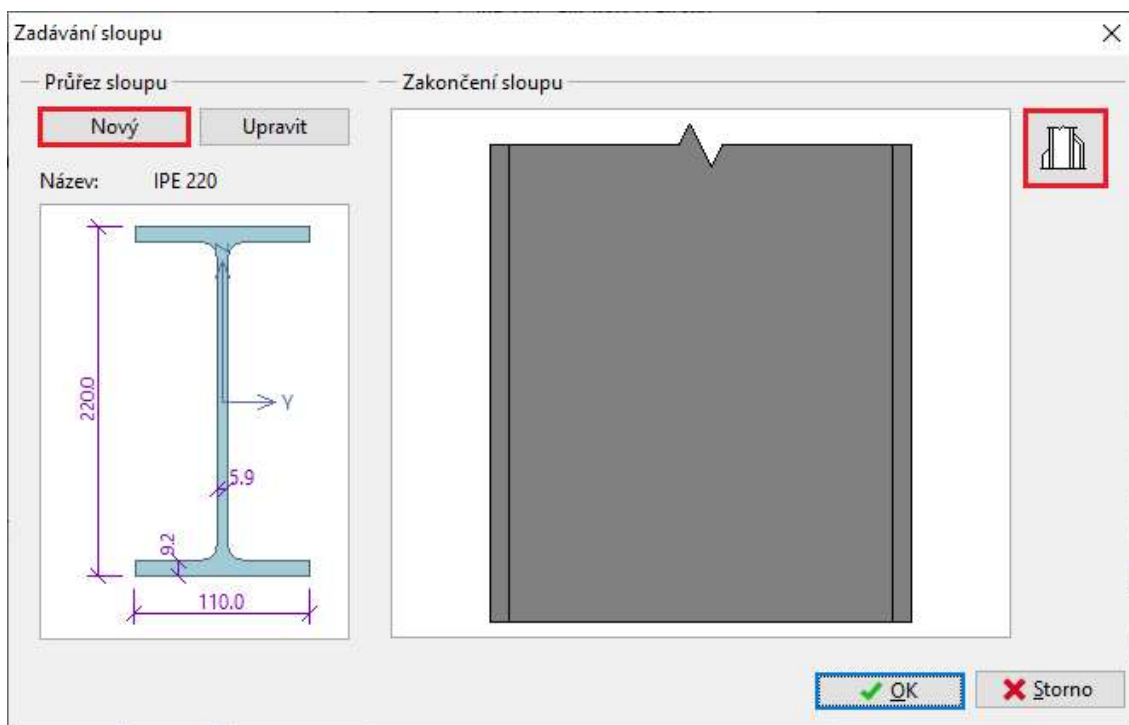 Zadávání sloupu
Průřez sloupu
Zakončení sloupu
Nový
Upravit
Název: IPE 220
220.0
Y
5.9
9.2
110.0
OK
Storno